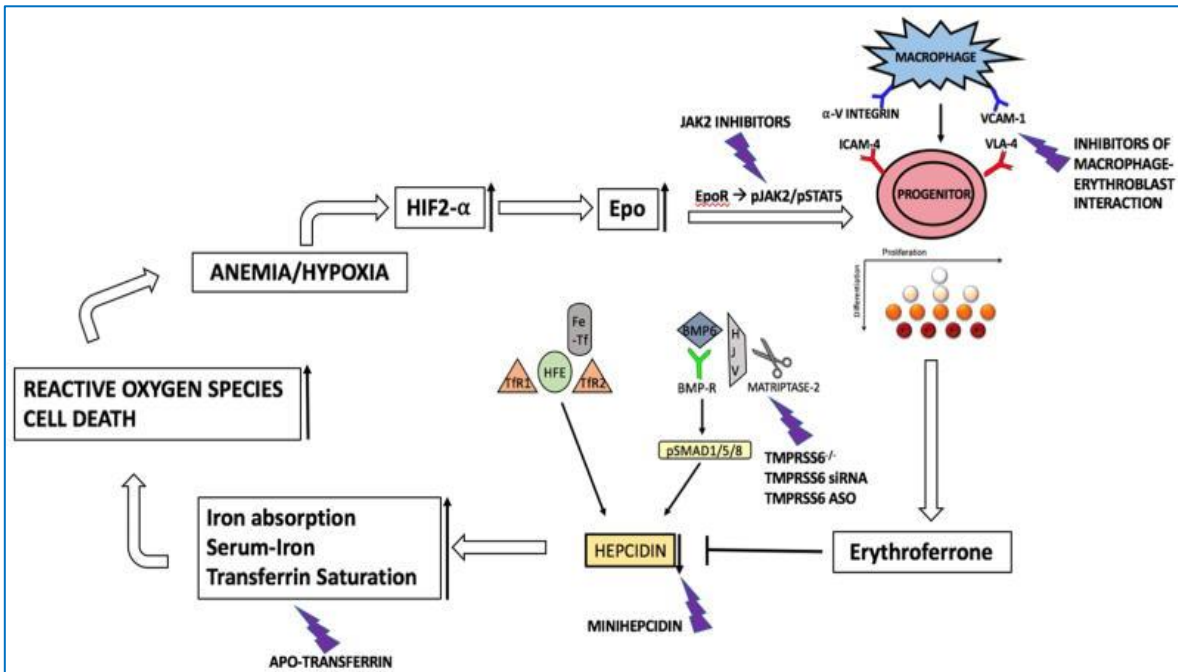 MACROPHAGE
α-V INTEGRIN
VCAM-1
JAK2 INHIBITORS
ICAM-4
VLA-4
INHIBITORS OF
MACROPHAGE-
ERYTHROBLAST
INTERACTION
HIF2-α
Epo
EpoR → pJAK2/pSTAT5
PROGENITOR
ANEMIA/HYPOXIA
Proliferation
Differentiation
Fe
-Tf
HFE
TfR1
TfR2
BMP6
H
J
V
BMP-R
MATRIPTASE-2
REACTIVE OXYGEN SPECIES
CELL DEATH
pSMAD1/5/8
TMPRSS6-/-
TMPRSS6 siRNA
TMPRSS6 ASO
Iron absorption
Serum-Iron
Transferrin Saturation
HEPCIDIN
Erythroferrone
MINIHEPCIDIN
APO-TRANSFERRIN